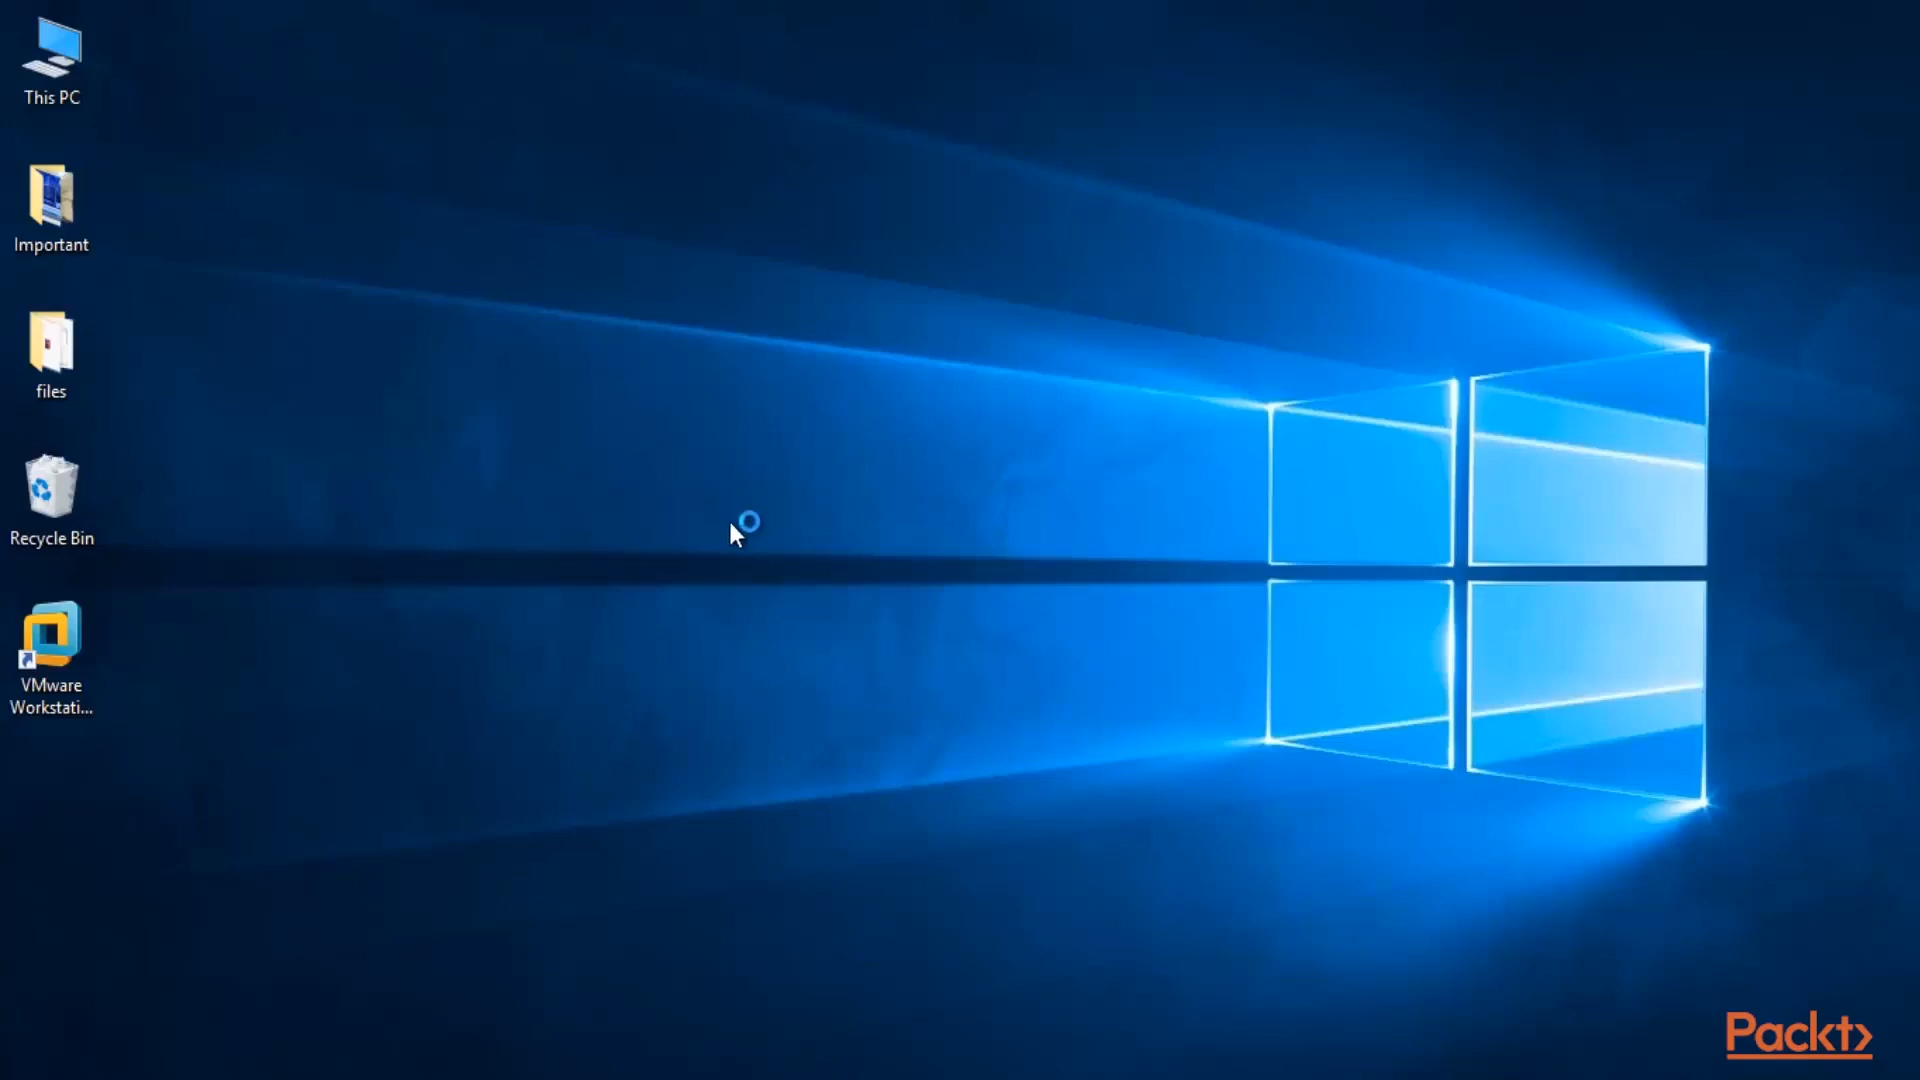 This PC
Important
files
Recycle Bin
VMware
Workstati...
Packt>